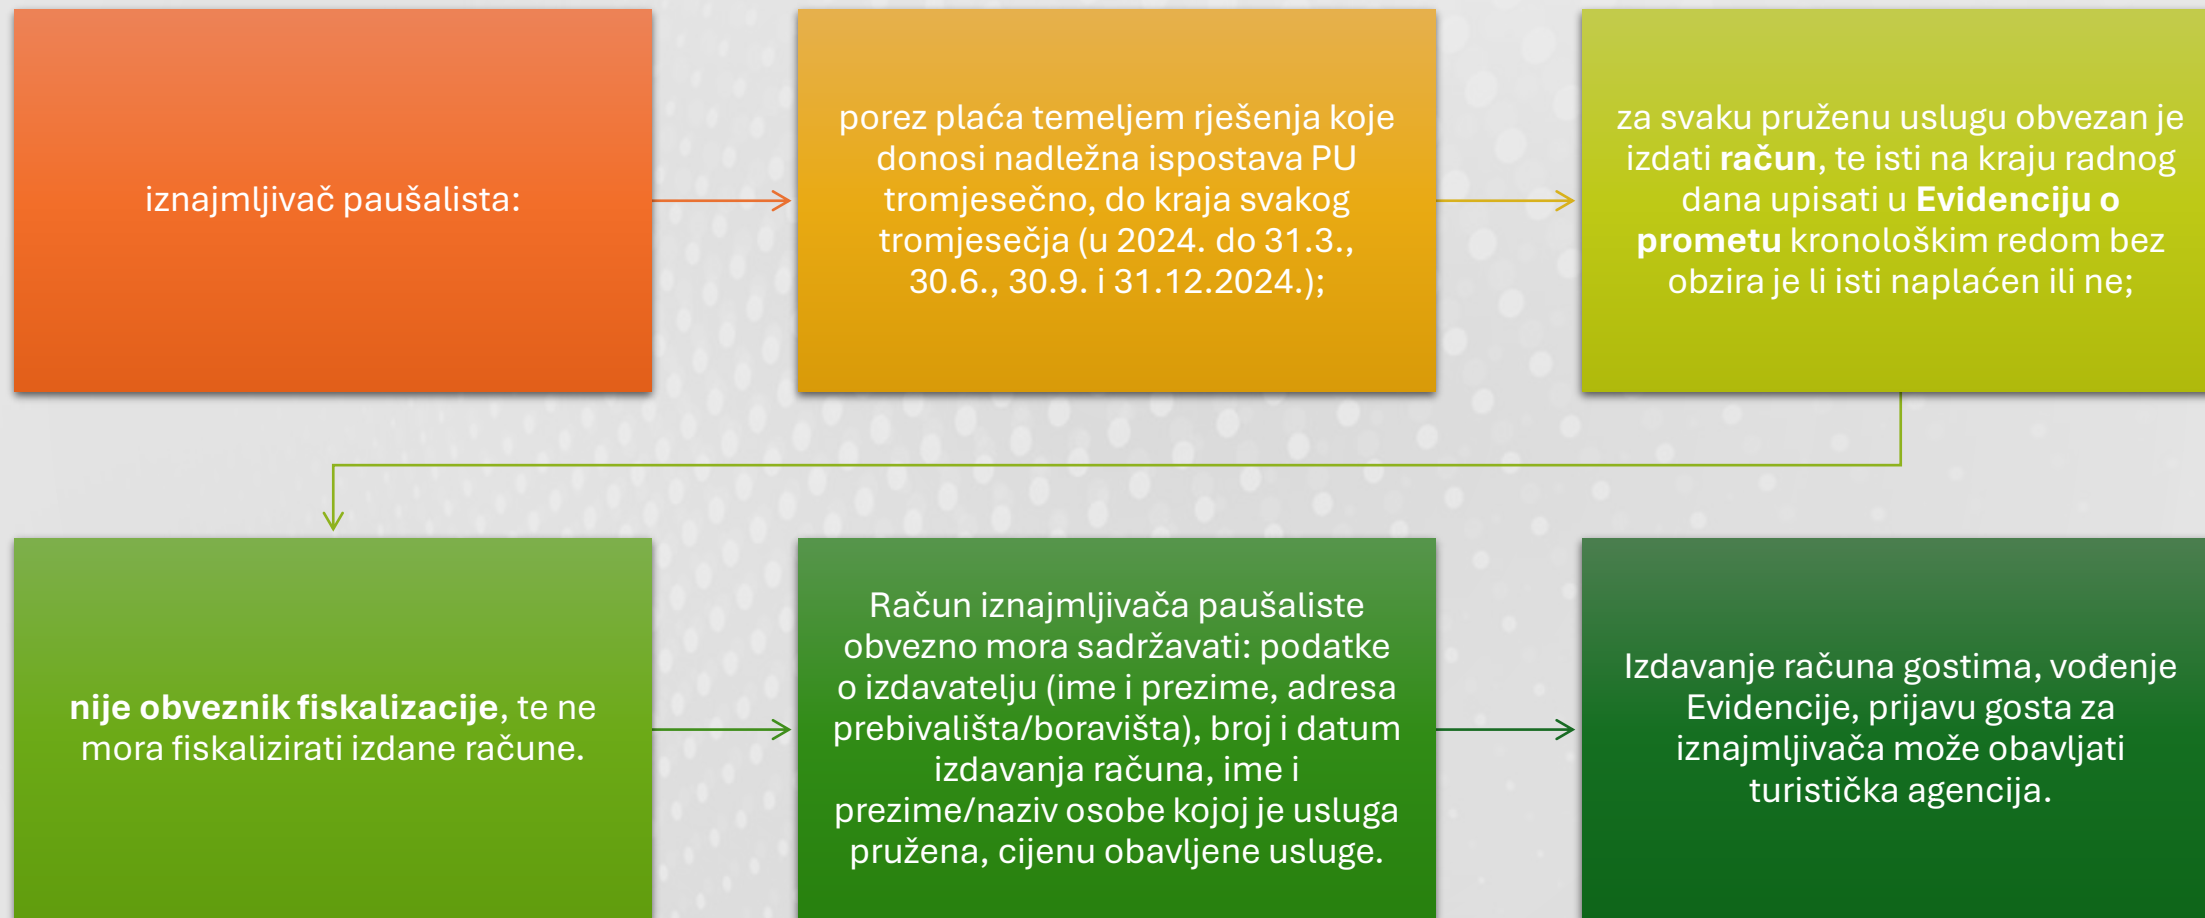 iznajmljivač paušalista:
porez plaća temeljem rješenja koje
donosi nadležna ispostava PU
tromjesečno, do kraja svakog
tromjesečja (u 2024. do 31.3.,
30.6., 30.9. i 31.12.2024.);
za svaku pruženu uslugu obvezan je
izdati račun, te isti na kraju radnog
dana upisati u Evidenciju o
prometu kronološkim redom bez
obzira je li isti naplaćen ili ne;
nije obveznik fiskalizacije, te ne
mora fiskalizirati izdane račune.
Račun iznajmljivača paušaliste
obvezno mora sadržavati: podatke
o izdavatelju (ime i prezime, adresa
prebivališta/boravišta), broj i datum
izdavanja računa, ime i
prezime/naziv osobe kojoj je usluga
pružena, cijenu obavljene usluge.
Izdavanje računa gostima, vođenje
Evidencije, prijavu gosta za
iznajmljivača može obavljati
turistička agencija.